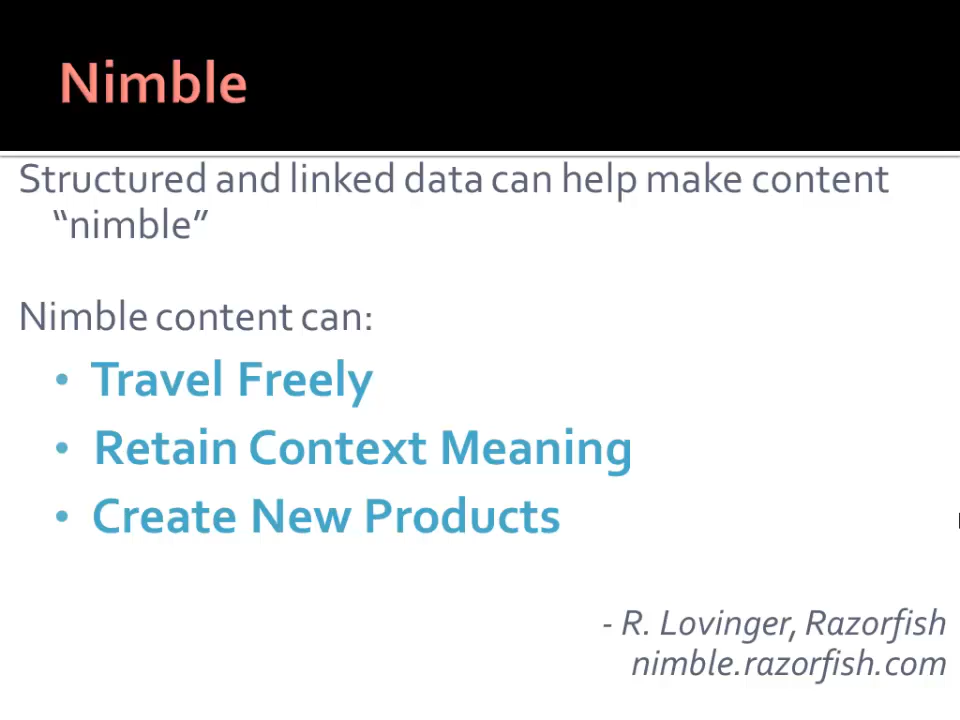 Nimble
Structured and linked data can help make content
“nimble”
Nimble content can:
• Travel Freely
• Retain Context Meaning
• Create New Products
- R. Lovinger, Razorfish
nimble.razorfish.com